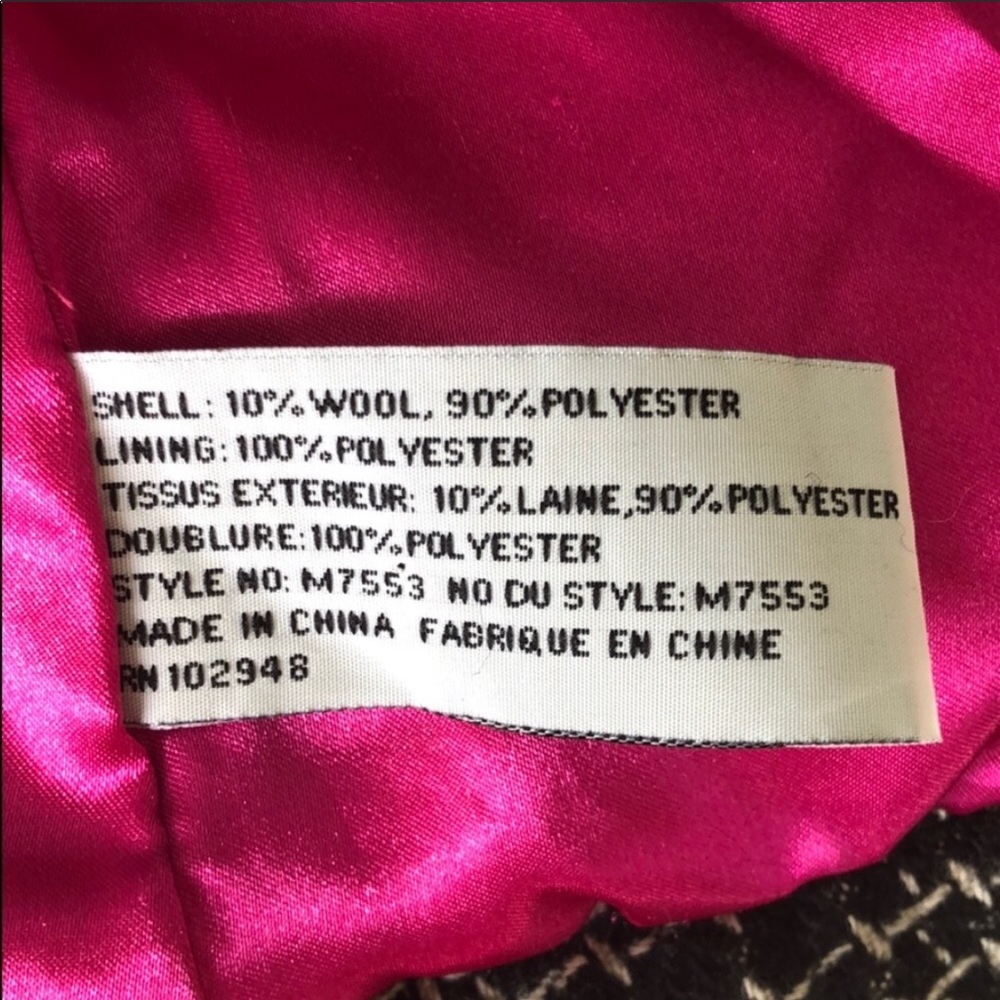 SHELL: 10% WOOL, 90% POLYESTER
LINING: 100% POLYESTER
TISSUS EXTERIEUR: 10% LAINE, 90% POLYESTER
DOUBLURE: 100% POLYESTER
STYLE NO: M7553 NO DU STYLE: M7553
MADE IN CHINA FABRIQUE EN CHINE
RN 102948